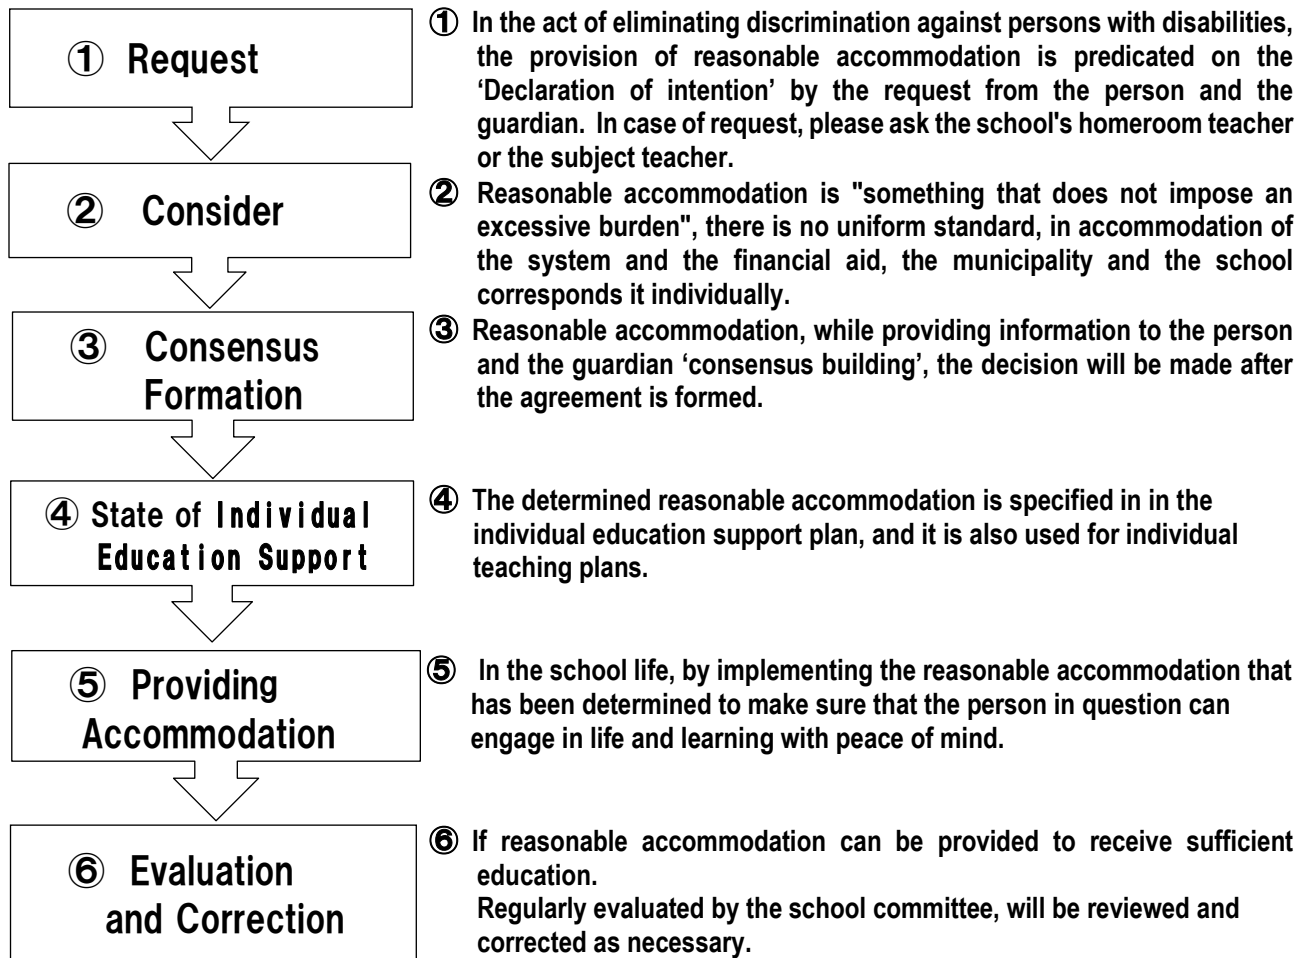 ① Request
① In the act of eliminating discrimination against persons with disabilities,
the provision of reasonable accommodation is predicated on the
‘Declaration of intention’ by the request from the person and the
guardian. In case of request, please ask the school's homeroom teacher
or the subject teacher.
② Consider
② Reasonable accommodation is "something that does not impose an
excessive burden", there is no uniform standard, in accommodation of
the system and the financial aid, the municipality and the school
corresponds it individually.
③ Consensus
Formation
③ Reasonable accommodation, while providing information to the person
and the guardian ‘consensus building’, the decision will be made after
the agreement is formed.
④ State of Individual
Education Support
④ The determined reasonable accommodation is specified in in the
individual education support plan, and it is also used for individual
teaching plans.
⑤ Providing
Accommodation
⑤ In the school life, by implementing the reasonable accommodation that
has been determined to make sure that the person in question can
engage in life and learning with peace of mind.
⑥ Evaluation
and Correction
⑥ If reasonable accommodation can be provided to receive sufficient
education.
Regularly evaluated by the school committee, will be reviewed and
corrected as necessary.